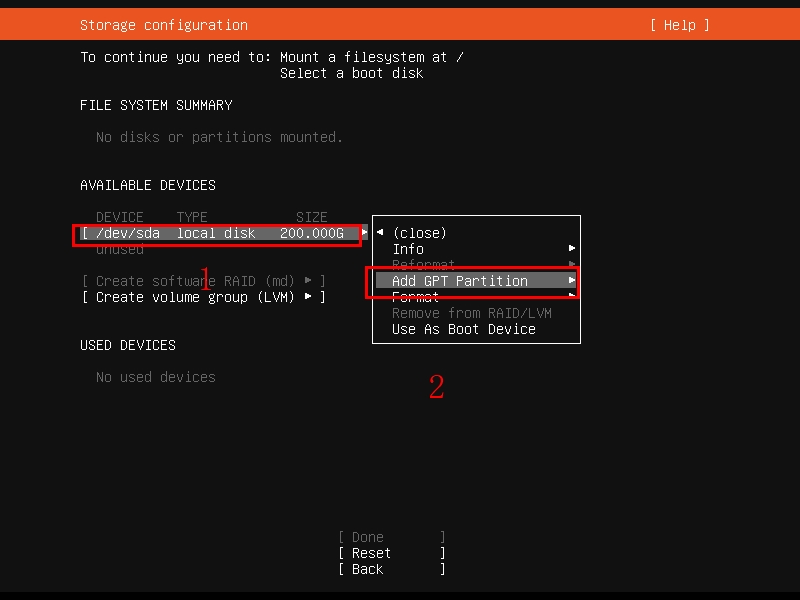 Storage configuration [ Help ]
To continue you need to: Mount a filesystem at /
Select a boot disk
FILE SYSTEM SUMMARY
No disks or partitions mounted.
AVAILABLE DEVICES
DEVICE TYPE SIZE
[ /dev/sda local disk 200.000G ▸
unused
[ Create software RAID (md) ▸ ]
[ Create volume group (LVM) ▸ ]
1
◂ (close)
Info ▸
Reformat ▸
Add GPT Partition ▸
Format ▸
Remove from RAID/LVM
Use As Boot Device
USED DEVICES
No used devices
2
[ Done ]
[ Reset ]
[ Back ]